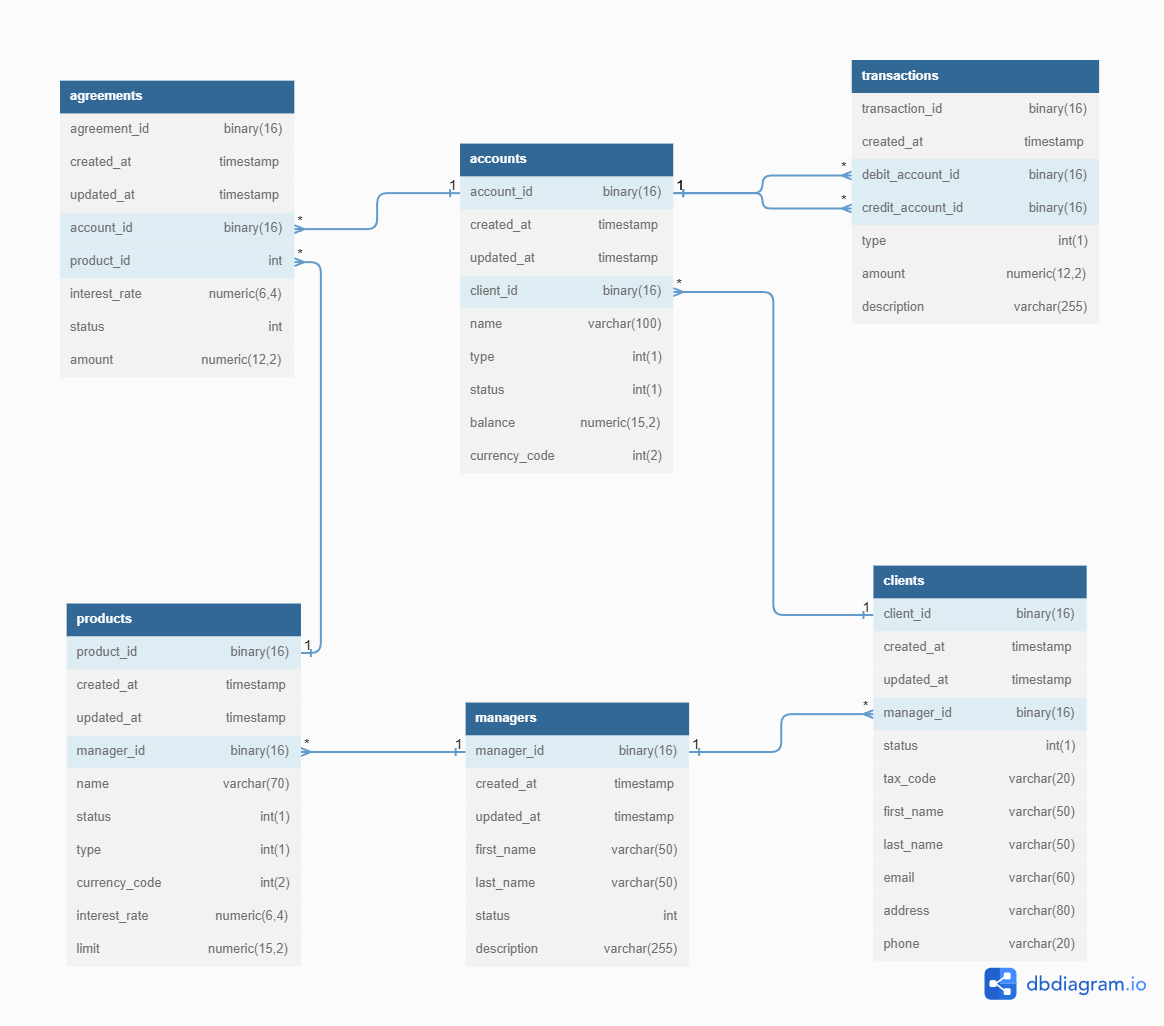 agreements
agreement_id binary(16)
created_at timestamp
updated_at timestamp
account_id binary(16) *
product_id int *
interest_rate numeric(6,4)
status int
amount numeric(12,2)
accounts
1 account_id binary(16) 1
created_at timestamp
updated_at timestamp
client_id binary(16) *
name varchar(100)
type int(1)
status int(1)
balance numeric(15,2)
currency_code int(2)
transactions
transaction_id binary(16)
created_at timestamp
* debit_account_id binary(16)
* credit_account_id binary(16)
type int(1)
amount numeric(12,2)
description varchar(255)
products
product_id binary(16) 1
created_at timestamp
updated_at timestamp
manager_id binary(16) *
name varchar(70)
status int(1)
type int(1)
currency_code int(2)
interest_rate numeric(6,4)
limit numeric(15,2)
managers
1 manager_id binary(16) 1
created_at timestamp
updated_at timestamp
first_name varchar(50)
last_name varchar(50)
status int
description varchar(255)
clients
1 client_id binary(16)
created_at timestamp
updated_at timestamp
* manager_id binary(16)
status int(1)
tax_code varchar(20)
first_name varchar(50)
last_name varchar(50)
email varchar(60)
address varchar(80)
phone varchar(20)
dbdiagram.io